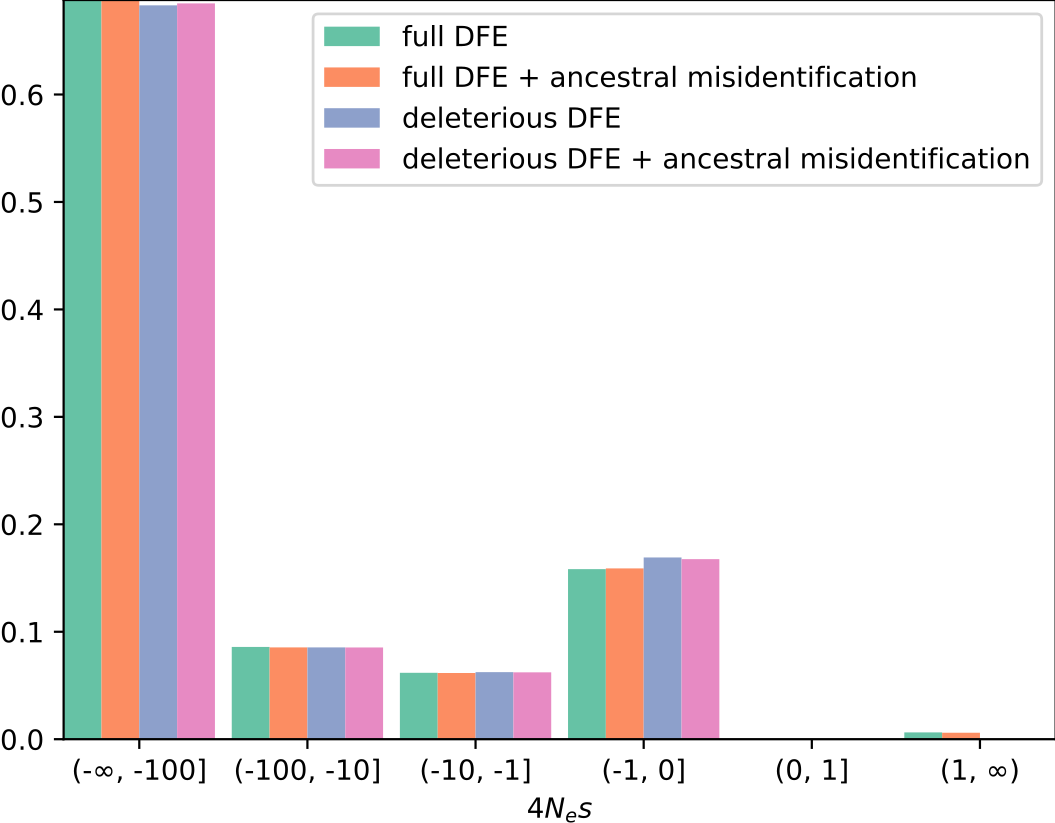 full DFE
full DFE + ancestral misidentification
deleterious DFE
deleterious DFE + ancestral misidentification
0.6
0.5
0.4
0.3
0.2
0.1
0.0
(-∞, -100] (-100, -10] (-10, -1] (-1, 0] (0, 1] (1, ∞)
4Nₑs